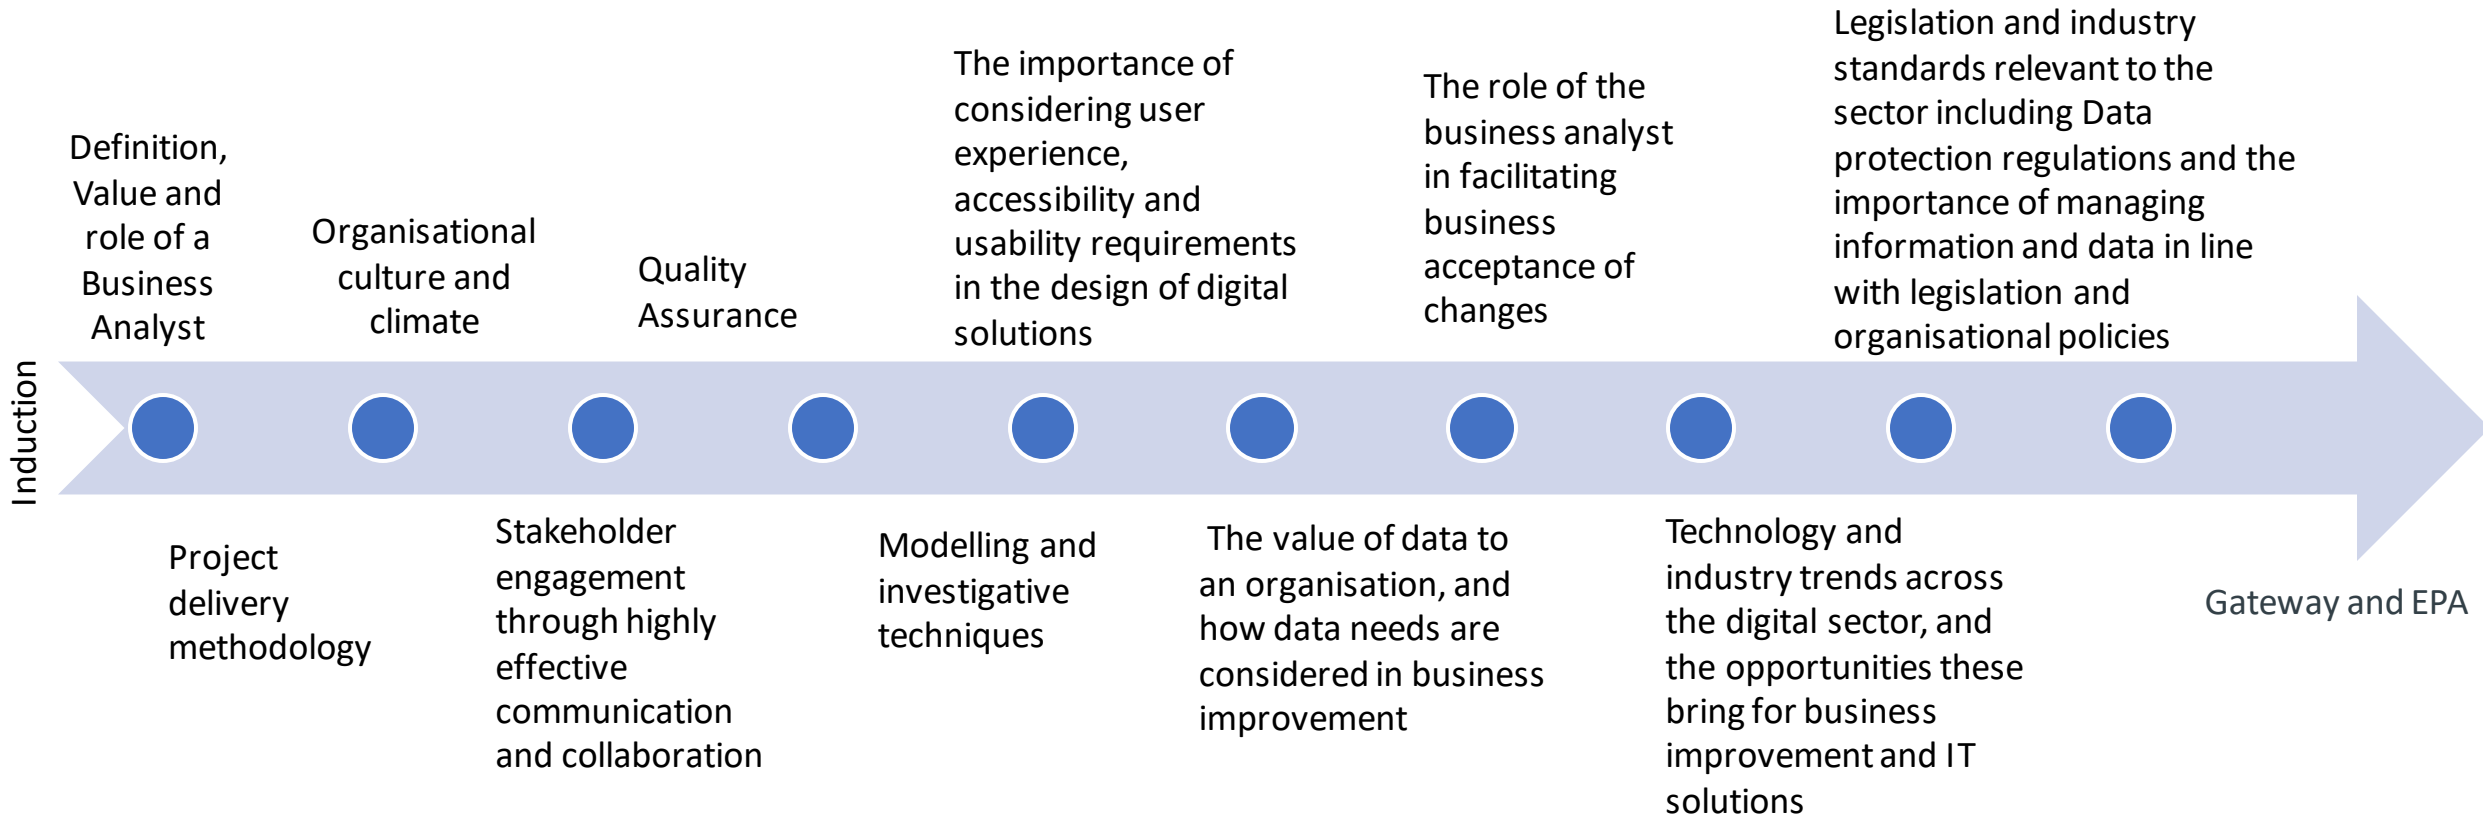 Induction
Definition,
Value and
role of a
Business
Analyst
Project
delivery
methodology
Organisational
culture and
climate
Stakeholder
engagement
through highly
effective
communication
and collaboration
Quality
Assurance
Modelling and
investigative
techniques
The importance of
considering user
experience,
accessibility and
usability requirements
in the design of digital
solutions
The value of data to
an organisation, and
how data needs are
considered in business
improvement
The role of the
business analyst
in facilitating
business
acceptance of
changes
Technology and
industry trends across
the digital sector, and
the opportunities these
bring for business
improvement and IT
solutions
Legislation and industry
standards relevant to the
sector including Data
protection regulations and the
importance of managing
information and data in line
with legislation and
organisational policies
Gateway and EPA